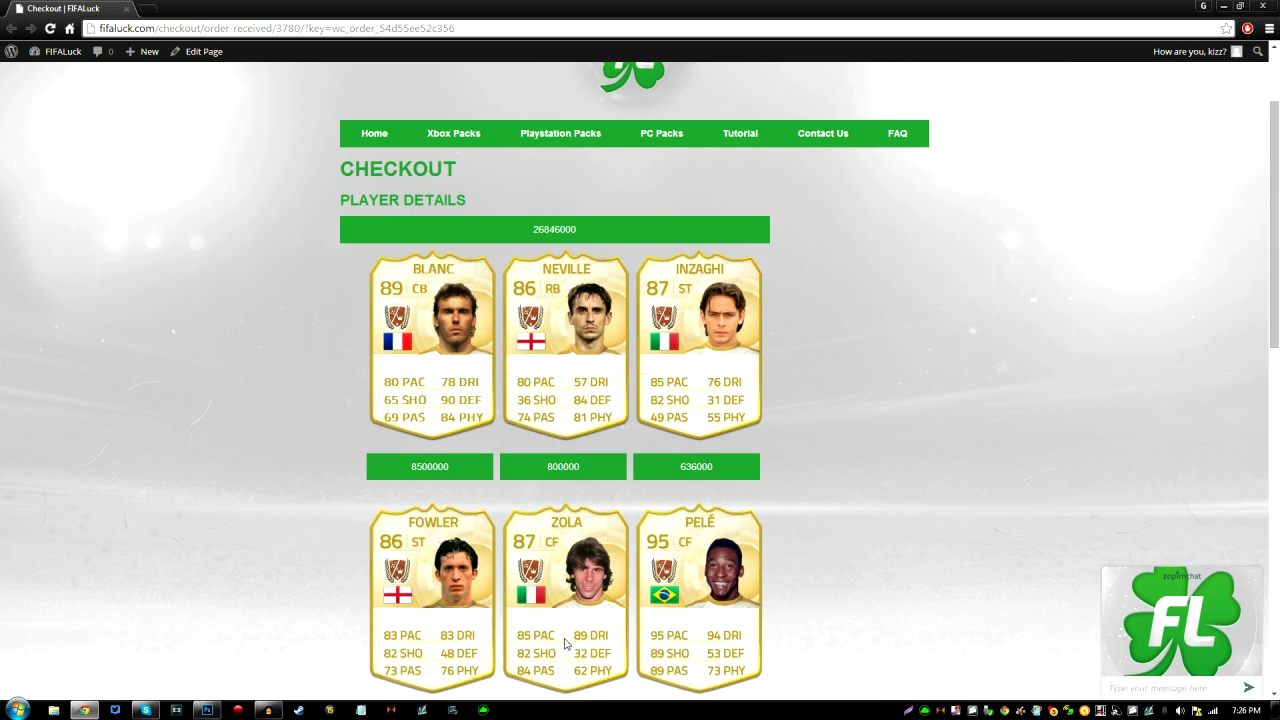 Checkout | FIFALuck
fifaluck.com/checkout/order-received/3780/?key=wc_order_54d55ee52c356
FIFALuck 0 New Edit Page How are you, kizz?
Home Xbox Packs Playstation Packs PC Packs Tutorial Contact Us FAQ
CHECKOUT
PLAYER DETAILS
26846000
BLANC NEVILLE INZAGHI
89 CB 86 RB 87 ST
80 PAC 78 DRI 80 PAC 57 DRI 85 PAC 76 DRI
65 SHO 90 DEF 36 SHO 84 DEF 82 SHO 31 DEF
69 PAS 84 PHY 74 PAS 81 PHY 49 PAS 55 PHY
8500000 800000 636000
FOWLER ZOLA PELÉ
86 ST 87 CF 95 CF
83 PAC 83 DRI 85 PAC 89 DRI 95 PAC 94 DRI
82 SHO 48 DEF 82 SHO 32 DEF 89 SHO 53 DEF
73 PAS 76 PHY 84 PAS 62 PHY 89 PAS 73 PHY
zopim chat
FL
Type your message here
7:26 PM